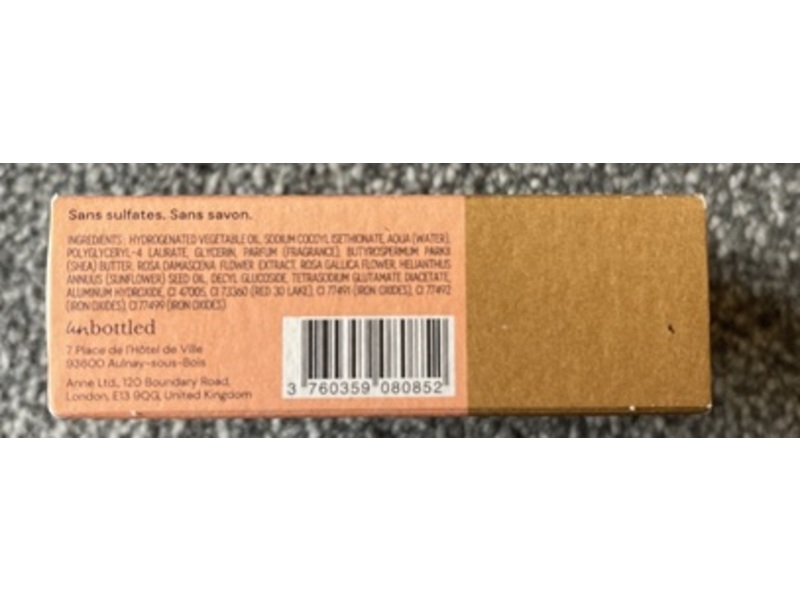 Sans sulfates. Sans savon.
INGREDIENTS : HYDROGENATED VEGETABLE OIL, SODIUM COCOYL ISETHIONATE, AQUA (WATER),
POLYGLYCERYL-4 LAURATE, GLYCERIN, PARFUM (FRAGRANCE), BUTYROSPERMUM PARKII
(SHEA) BUTTER, ROSA DAMASCENA FLOWER EXTRACT, ROSA GALLICA FLOWER, HELIANTHUS
ANNUUS (SUNFLOWER) SEED OIL, DECYL GLUCOSIDE, TETRASODIUM GLUTAMATE DIACETATE,
ALUMINUM HYDROXIDE, CI 47005, CI 73360 (RED 30 LAKE), CI 77491 (IRON OXIDES), CI 77492
(IRON OXIDES), CI 77499 (IRON OXIDES)
unbottled
7 Place de l'Hôtel de Ville
93600 Aulnay-sous-Bois
Anne Ltd., 120 Boundary Road,
London, E13 9QG, United Kingdom
3 760359 080852